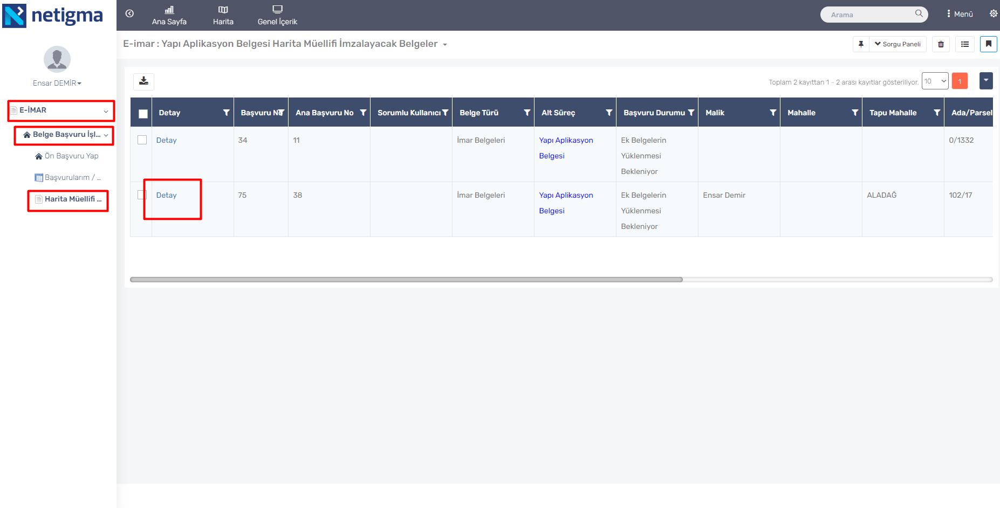 netigma
Ana Sayfa
Harita
Genel İçerik
Arama
Menü
Ensar DEMİR
E-İMAR
Belge Başvuru İşl...
Ön Başvuru Yap
Başvurularım / ...
Harita Müellifi ...
E-imar : Yapı Aplikasyon Belgesi Harita Müellifi İmzalayacak Belgeler
Sorgu Paneli
Toplam 2 kayıttan 1 - 2 arası kayıtlar gösteriliyor.
10
1
Detay Başvuru No Ana Başvuru No Sorumlu Kullanıcı Belge Türü Alt Süreç Başvuru Durumu Malik Mahalle Tapu Mahalle Ada/Parsel
Detay 34 11 İmar Belgeleri Yapı Aplikasyon Ek Belgelerin 0/1332
Belgesi Yüklenmesi
Bekleniyor
Detay 75 38 İmar Belgeleri Yapı Aplikasyon Ek Belgelerin Ensar Demir ALADAĞ 102/17
Belgesi Yüklenmesi
Bekleniyor